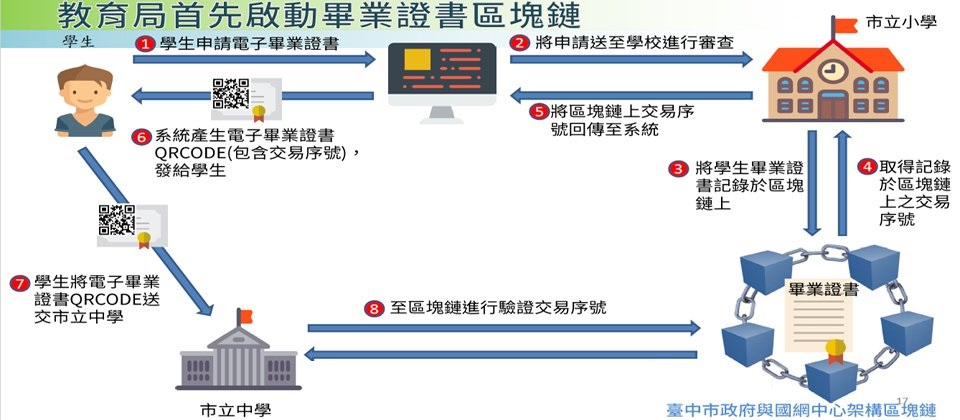 教育局首先啟動畢業證書區塊鏈
學生
1 學生申請電子畢業證書
2 將申請送至學校進行審查
市立小學
5 將區塊鏈上交易序
號回傳至系統
6 系統產生電子畢業證書
QRCODE(包含交易序號)，
發給學生
3 將學生畢業證
書記錄於區塊
鏈上
4 取得記錄
於區塊鏈
上之交易
序號
7 學生將電子畢業
證書QRCODE送
交市立中學
8 至區塊鏈進行驗證交易序號
畢業證書
市立中學
17
臺中市政府與國網中心架構區塊鏈